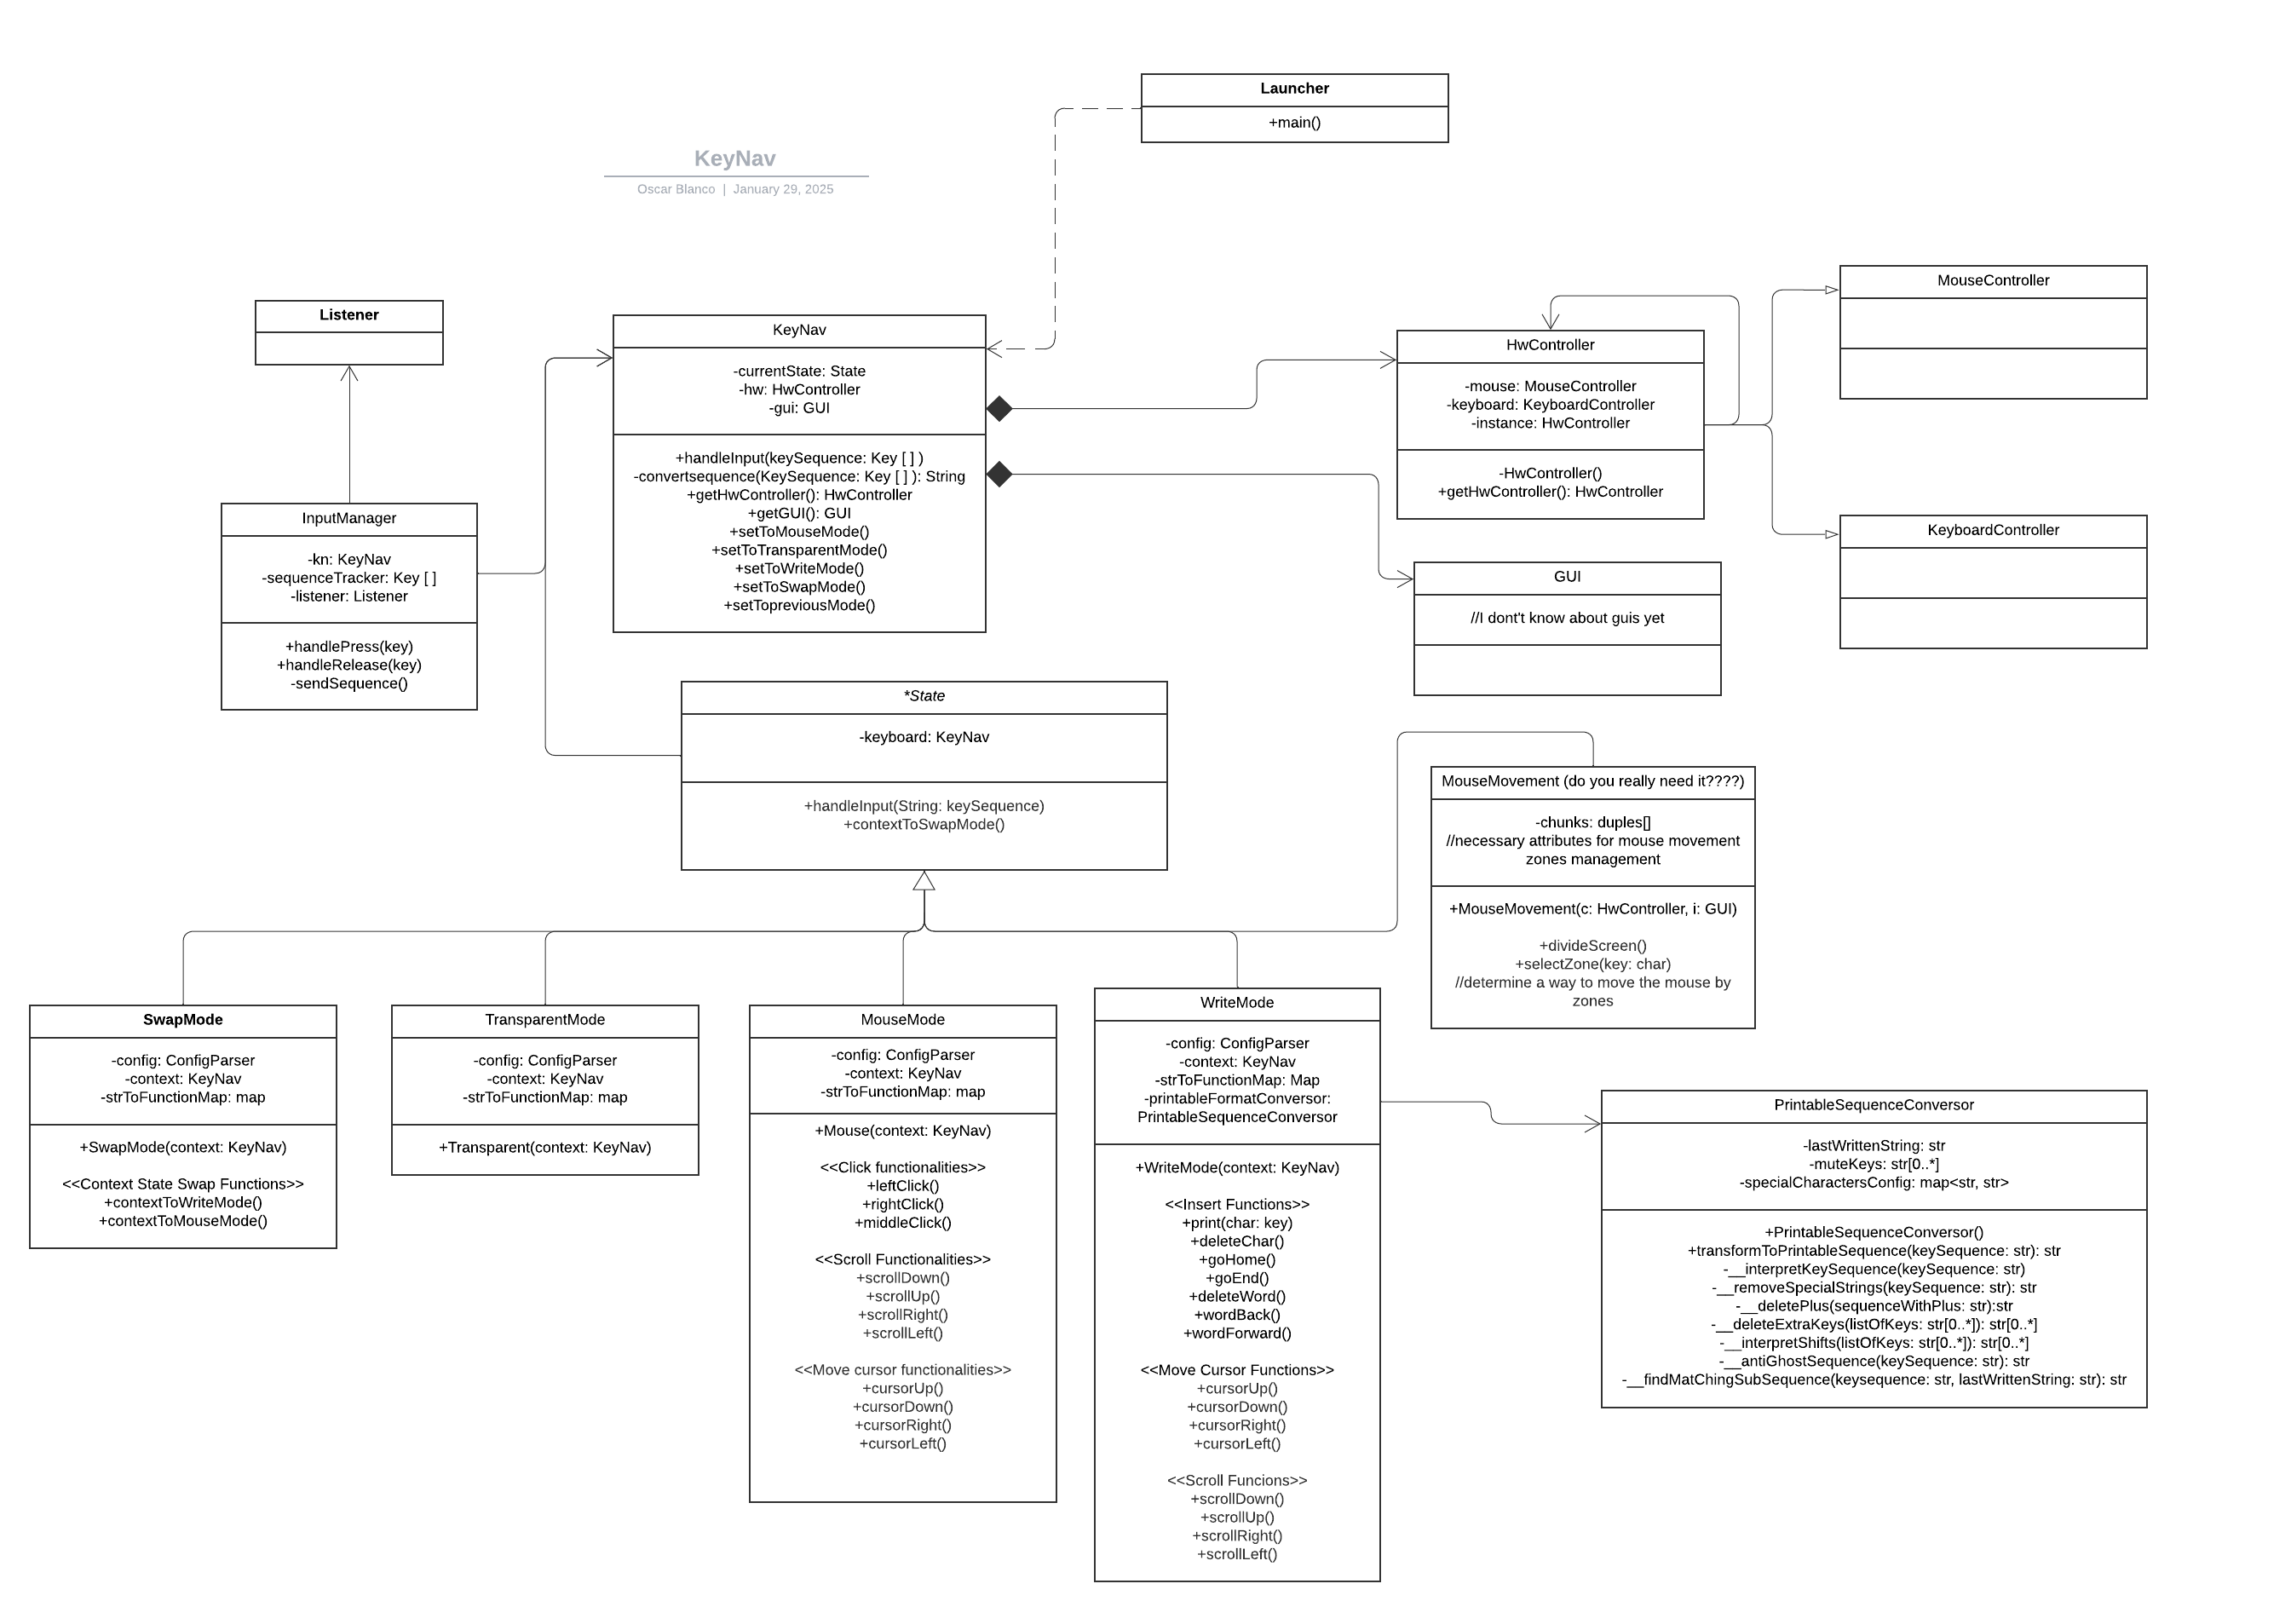 Launcher
+main()
KeyNav
Oscar Blanco | January 29, 2025
Listener
KeyNav
-currentState: State
-hw: HwController
-gui: GUI
+handleInput(keySequence: Key [ ] )
-convertsequence(KeySequence: Key [ ] ): String
+getHwController(): HwController
+getGUI(): GUI
+setToMouseMode()
+setToTransparentMode()
+setToWriteMode()
+setToSwapMode()
+setTopreviousMode()
HwController
-mouse: MouseController
-keyboard: KeyboardController
-instance: HwController
-HwController()
+getHwController(): HwController
MouseController
KeyboardController
InputManager
-kn: KeyNav
-sequenceTracker: Key [ ]
-listener: Listener
+handlePress(key)
+handleRelease(key)
-sendSequence()
GUI
//I dont't know about guis yet
*State
-keyboard: KeyNav
+handleInput(String: keySequence)
+contextToSwapMode()
MouseMovement (do you really need it????)
-chunks: duples[]
//necessary attributes for mouse movement
zones management
+MouseMovement(c: HwController, i: GUI)
+divideScreen()
+selectZone(key: char)
//determine a way to move the mouse by
zones
SwapMode
-config: ConfigParser
-context: KeyNav
-strToFunctionMap: map
+SwapMode(context: KeyNav)
<<Context State Swap Functions>>
+contextToWriteMode()
+contextToMouseMode()
TransparentMode
-config: ConfigParser
-context: KeyNav
-strToFunctionMap: map
+Transparent(context: KeyNav)
MouseMode
-config: ConfigParser
-context: KeyNav
-strToFunctionMap: map
+Mouse(context: KeyNav)
<<Click functionalities>>
+leftClick()
+rightClick()
+middleClick()
<<Scroll Functionalities>>
+scrollDown()
+scrollUp()
+scrollRight()
+scrollLeft()
<<Move cursor functionalities>>
+cursorUp()
+cursorDown()
+cursorRight()
+cursorLeft()
WriteMode
-config: ConfigParser
-context: KeyNav
-strToFunctionMap: Map
-printableFormatConversor:
PrintableSequenceConversor
+WriteMode(context: KeyNav)
<<Insert Functions>>
+print(char: key)
+deleteChar()
+goHome()
+goEnd()
+deleteWord()
+wordBack()
+wordForward()
<<Move Cursor Functions>>
+cursorUp()
+cursorDown()
+cursorRight()
+cursorLeft()
<<Scroll Funcions>>
+scrollDown()
+scrollUp()
+scrollRight()
+scrollLeft()
PrintableSequenceConversor
-lastWrittenString: str
-muteKeys: str[0..*]
-specialCharactersConfig: map<str, str>
+PrintableSequenceConversor()
+transformToPrintableSequence(keySequence: str): str
-__interpretKeySequence(keySequence: str)
-__removeSpecialStrings(keySequence: str): str
-__deletePlus(sequenceWithPlus: str):str
-__deleteExtraKeys(listOfKeys: str[0..*]): str[0..*]
-__interpretShifts(listOfKeys: str[0..*]): str[0..*]
-__antiGhostSequence(keySequence: str): str
-__findMatChingSubSequence(keysequence: str, lastWrittenString: str): str